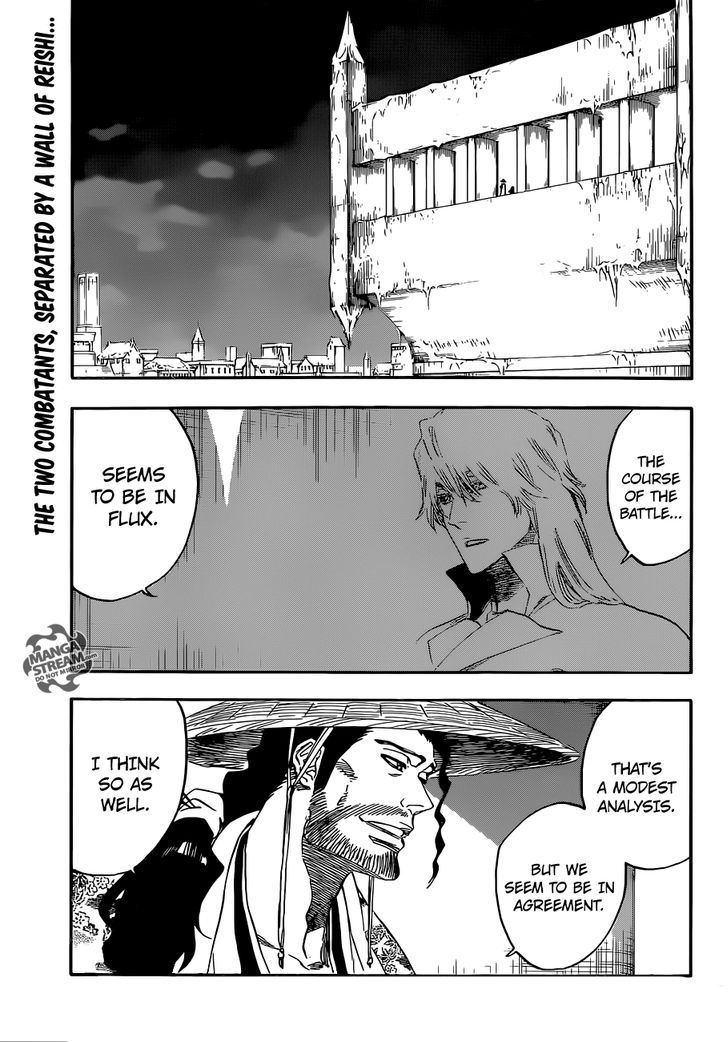 THE TWO COMBATANTS, SEPARATED BY A WALL OF REISHI...
THE
COURSE
OF THE
BATTLE...
SEEMS
TO BE IN
FLUX.
MANGA
STREAM.com
DO NOT MIRROR
THAT'S
A MODEST
ANALYSIS.
BUT WE
SEEM TO BE IN
AGREEMENT.
I THINK
SO AS
WELL.